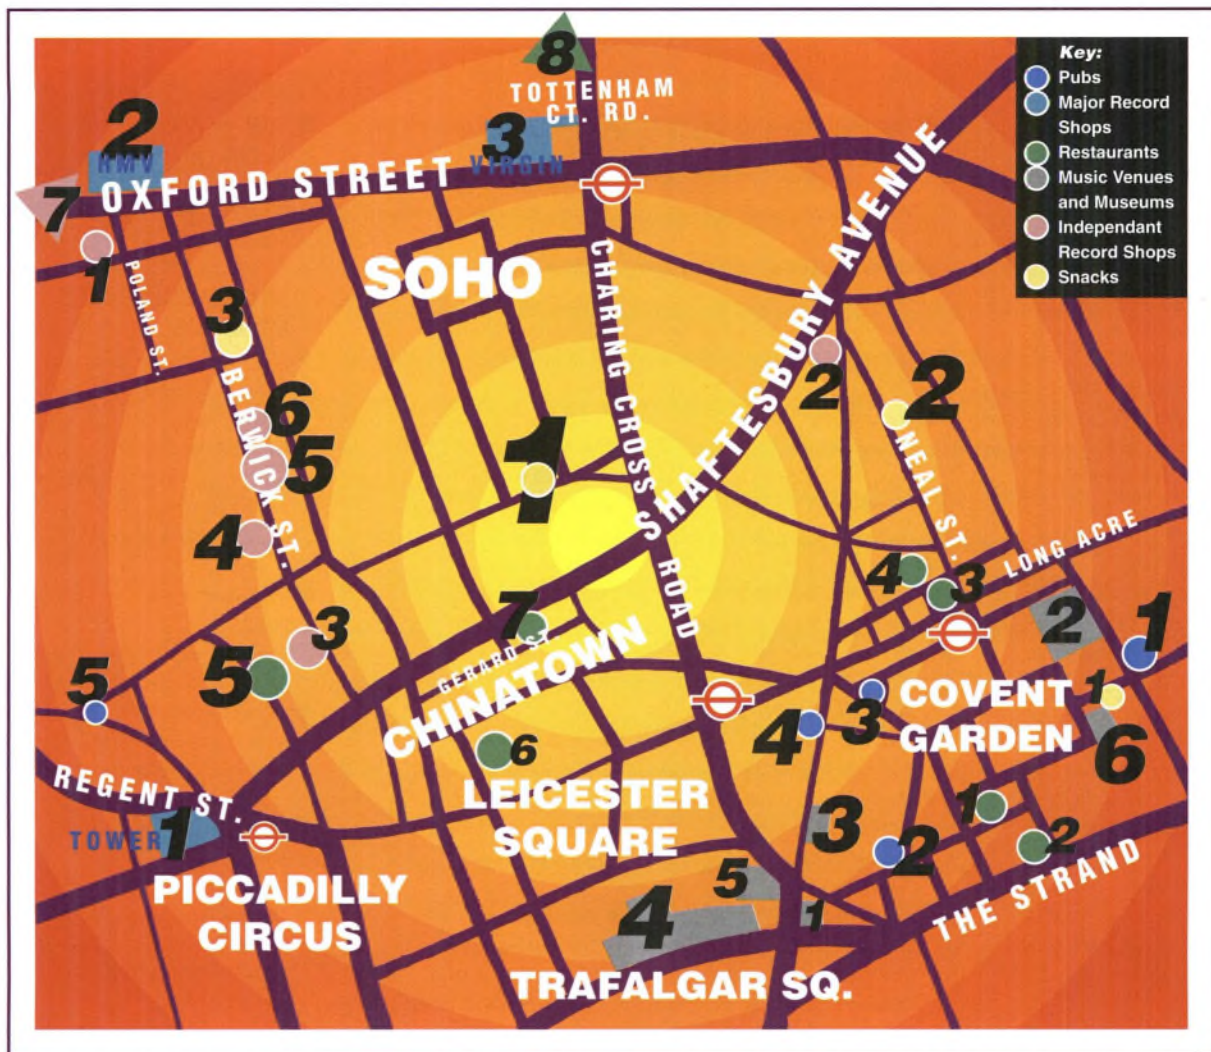 8
TOTTENHAM
CT. RD.
Key:
Pubs
Major Record
Shops
Restaurants
Music Venues
and Museums
Independant
Record Shops
Snacks
2
HMV
3
VIRGIN
7
OXFORD STREET
1
POLAND ST.
SOHO
CHARING CROSS ROAD
SHAFTESBURY AVENUE
3
BERWICK ST.
6
5
4
1
2
2
NEAL ST.
LONG ACRE
4
3
2
1
3
5
5
7
GERARD ST
CHINATOWN
6
LEICESTER
SQUARE
4
3
COVENT
GARDEN
1
6
REGENT ST.
TOWER
1
PICCADILLY
CIRCUS
3
2
1
2
THE STRAND
5
4
1
TRAFALGAR SQ.